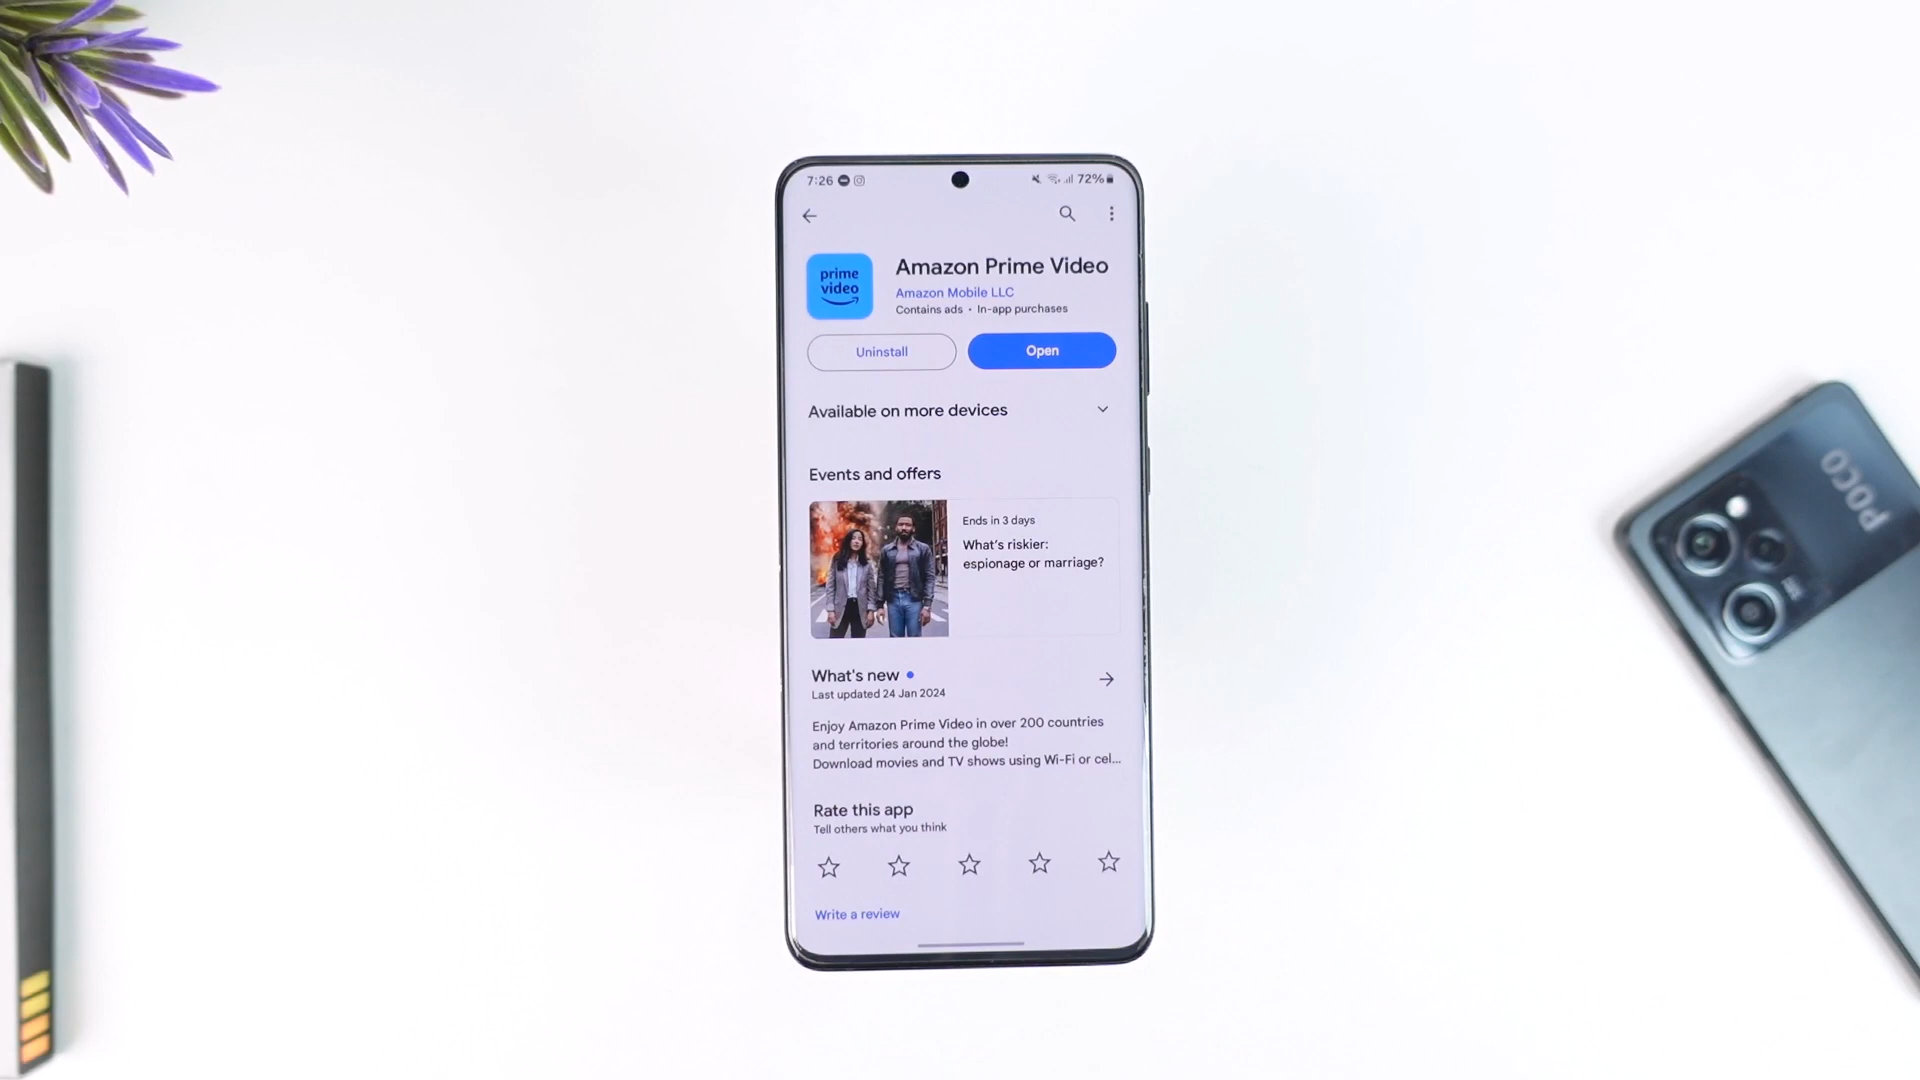 7:26
72%
prime
video
Amazon Prime Video
Amazon Mobile LLC
Contains ads • In-app purchases
Uninstall
Open
Available on more devices
Events and offers
Ends in 3 days
What's riskier:
espionage or marriage?
What's new
Last updated 24 Jan 2024
Enjoy Amazon Prime Video in over 200 countries
and territories around the globe!
Download movies and TV shows using Wi-Fi or cel...
Rate this app
Tell others what you think
Write a review
POCO